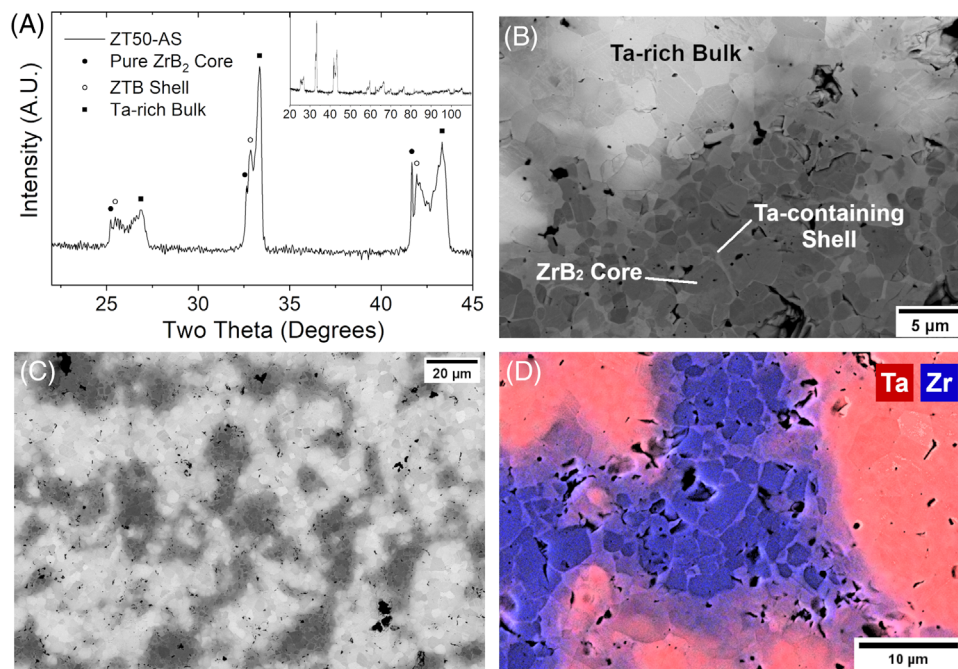 (A)
ZT50-AS
Pure ZrB₂ Core
ZTB Shell
Ta-rich Bulk
20 30 40 50 60 70 80 90 100
Intensity (A.U.)
25 30 35 40 45
Two Theta (Degrees)
(B)
Ta-rich Bulk
Ta-containing
Shell
ZrB₂ Core
5 µm
(C)
20 µm
(D)
Ta Zr
10 µm